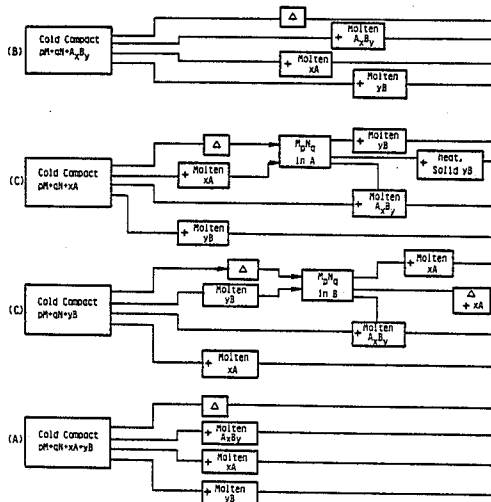 △
(B)
Cold Compact
pM+qN+AxBy
+ Molten
AxBy
+ Molten
xA
+ Molten
yB
(C)
Cold Compact
pM+qN+xA
△
+ Molten
xA
MpNq
in A
+ Molten
yB
+ Heat,
Solid yB
+ Molten
AxBy
+ Molten
yB
(C)
Cold Compact
pM+qN+yB
△
Molten
yB
MpNq
in B
+ Molten
xA
△
+ xA
+ Molten
AxBy
+ Molten
xA
(A)
Cold Compact
pM+qN+xA+yB
△
+ Molten
AxBy
+ Molten
xA
+ Molten
yB